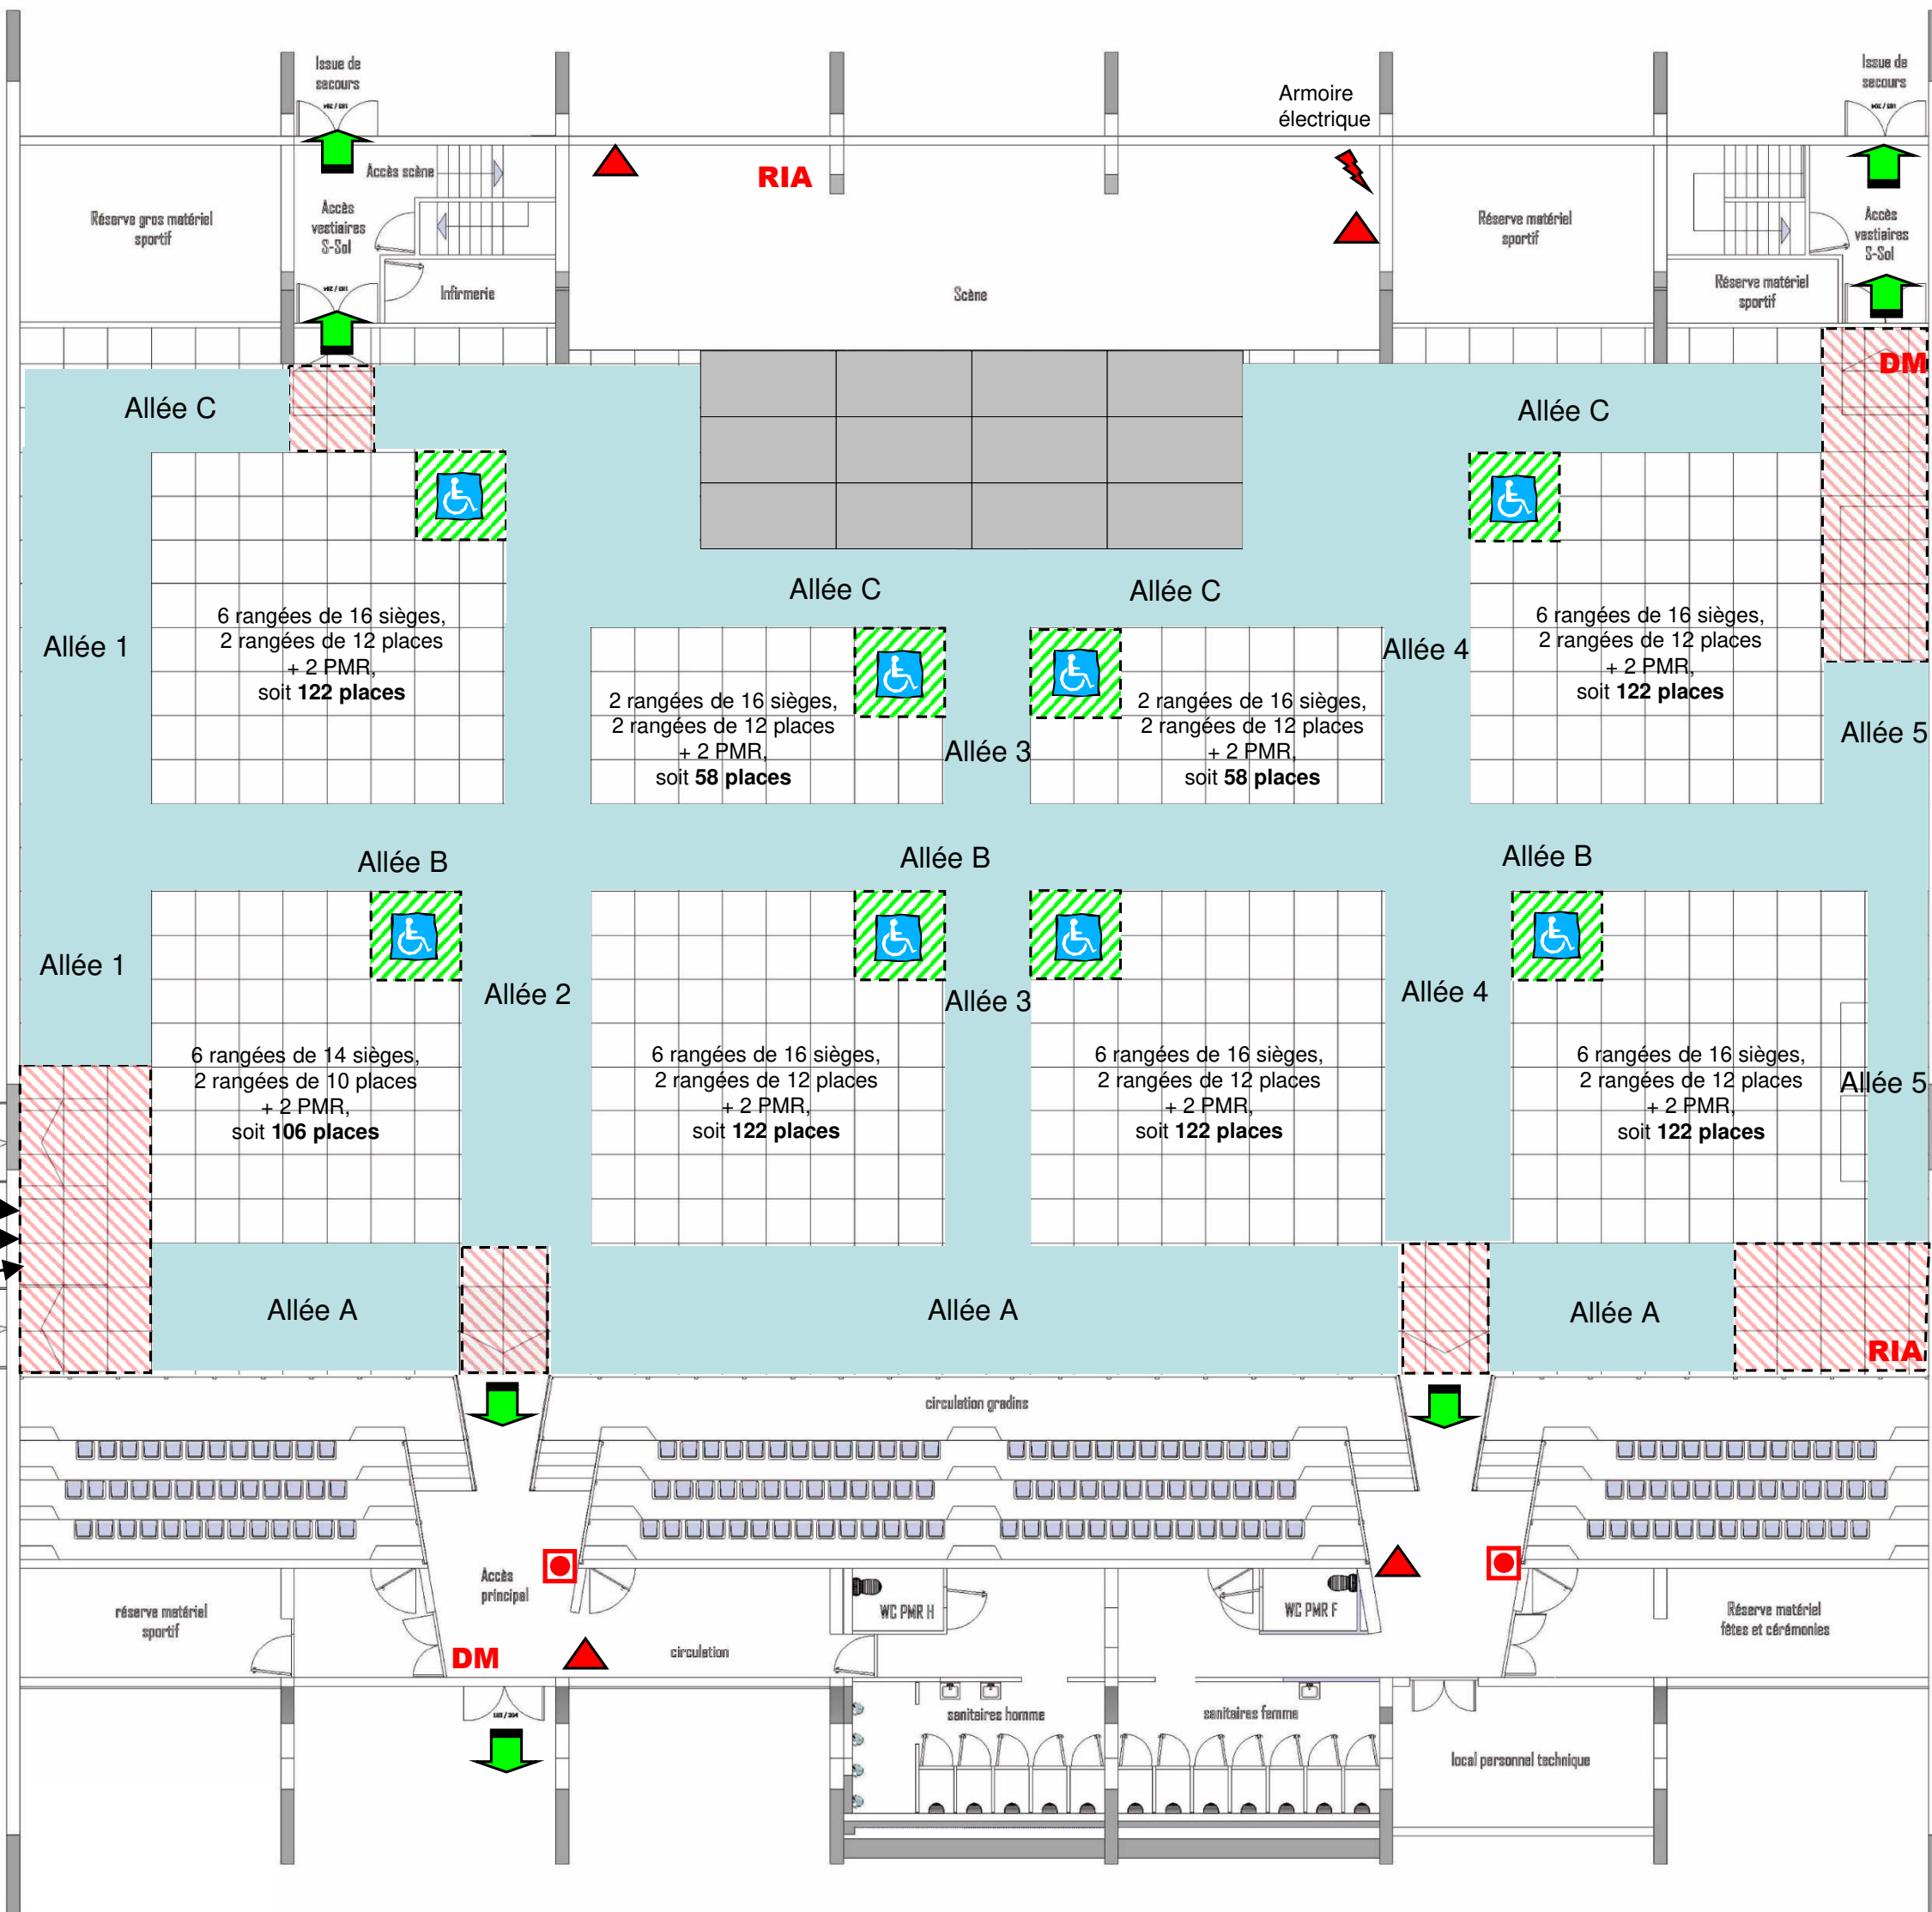 Issue de
secours
Issue de
secours
Armoire
électrique
RIA
Accès scène
Réserve gros matériel
sportif
Accès
vestiaires
S-Sol
Infirmerie
Scène
Réserve matériel
sportif
Accès
vestiaires
S-Sol
Réserve matériel
sportif
DM
Allée C
Allée C
Allée C
Allée C
Allée 1
6 rangées de 16 sièges,
2 rangées de 12 places
+ 2 PMR,
soit 122 places
2 rangées de 16 sièges,
2 rangées de 12 places
+ 2 PMR,
soit 58 places
Allée 3
2 rangées de 16 sièges,
2 rangées de 12 places
+ 2 PMR,
soit 58 places
Allée 4
6 rangées de 16 sièges,
2 rangées de 12 places
+ 2 PMR,
soit 122 places
Allée 5
Allée B
Allée B
Allée B
Allée 1
Allée 2
Allée 3
Allée 4
6 rangées de 14 sièges,
2 rangées de 10 places
+ 2 PMR,
soit 106 places
6 rangées de 16 sièges,
2 rangées de 12 places
+ 2 PMR,
soit 122 places
6 rangées de 16 sièges,
2 rangées de 12 places
+ 2 PMR,
soit 122 places
6 rangées de 16 sièges,
2 rangées de 12 places
+ 2 PMR,
soit 122 places
Allée 5
Allée A
Allée A
Allée A
RIA
circulation gradins
Accès
principal
réserve matériel
sportif
DM
circulation
WC PMR H
WC PMR F
Réserve matériel
fêtes et cérémonies
sanitaires homme
sanitaires femme
local personnel technique